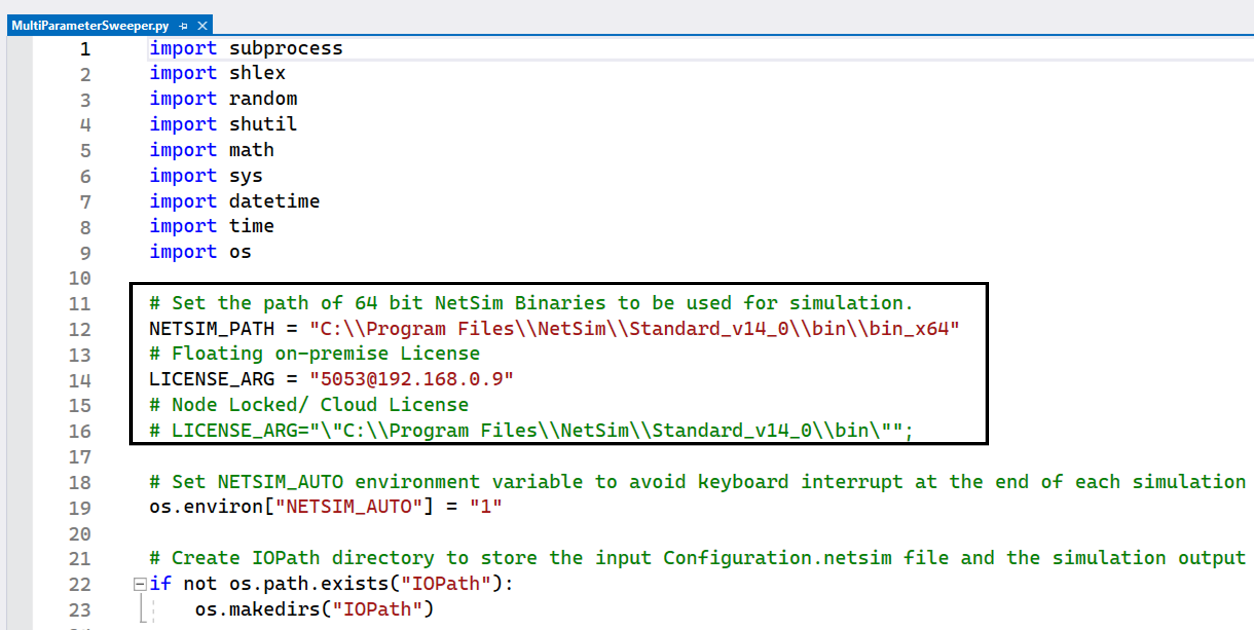 MultiParameterSweeper.py
1 import subprocess
2 import shlex
3 import random
4 import shutil
5 import math
6 import sys
7 import datetime
8 import time
9 import os
10
11 # Set the path of 64 bit NetSim Binaries to be used for simulation.
12 NETSIM_PATH = "C:\\Program Files\\NetSim\\Standard_v14_0\\bin\\bin_x64"
13 # Floating on-premise License
14 LICENSE_ARG = "5053@192.168.0.9"
15 # Node Locked/ Cloud License
16 # LICENSE_ARG="\"C:\\Program Files\\NetSim\\Standard_v14_0\\bin\"";
17
18 # Set NETSIM_AUTO environment variable to avoid keyboard interrupt at the end of each simulation
19 os.environ["NETSIM_AUTO"] = "1"
20
21 # Create IOPath directory to store the input Configuration.netsim file and the simulation output
22 if not os.path.exists("IOPath"):
23 os.makedirs("IOPath")